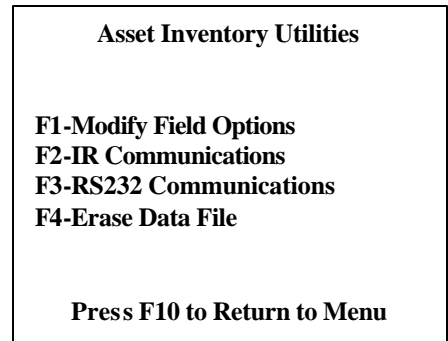 Asset Inventory Utilities
F1-Modify Field Options
F2-IR Communications
F3-RS232 Communications
F4-Erase Data File
Press F10 to Return to Menu